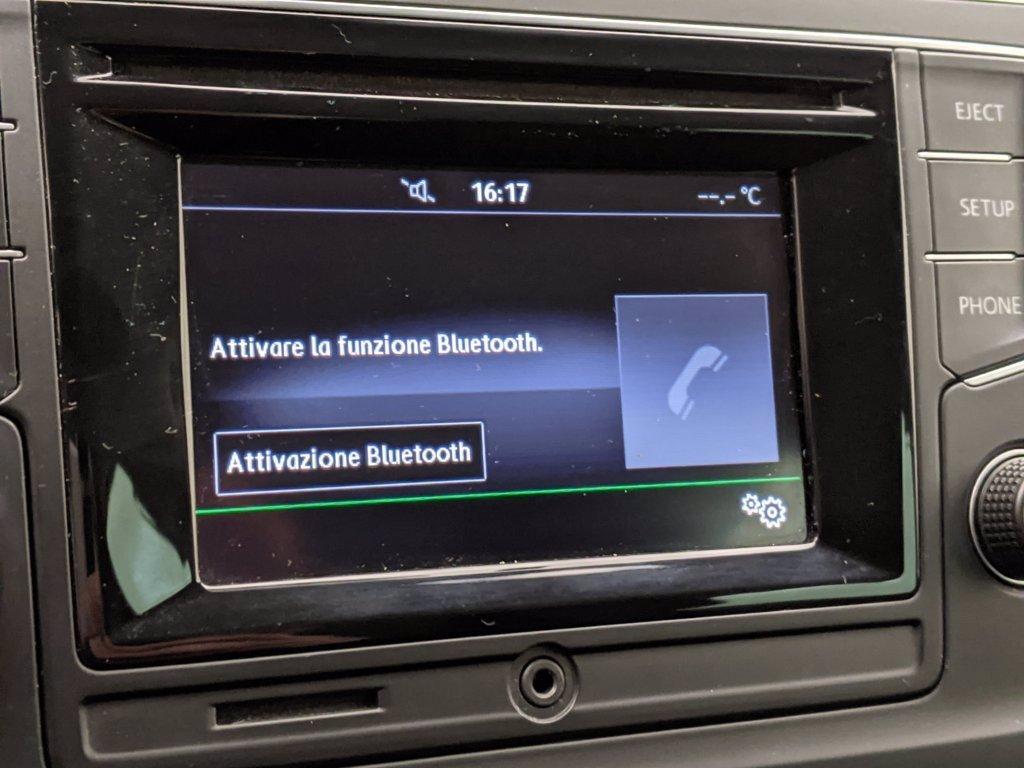 16:17
--.- °C
EJECT
SETUP
PHONE
Attivare la funzione Bluetooth.
Attivazione Bluetooth